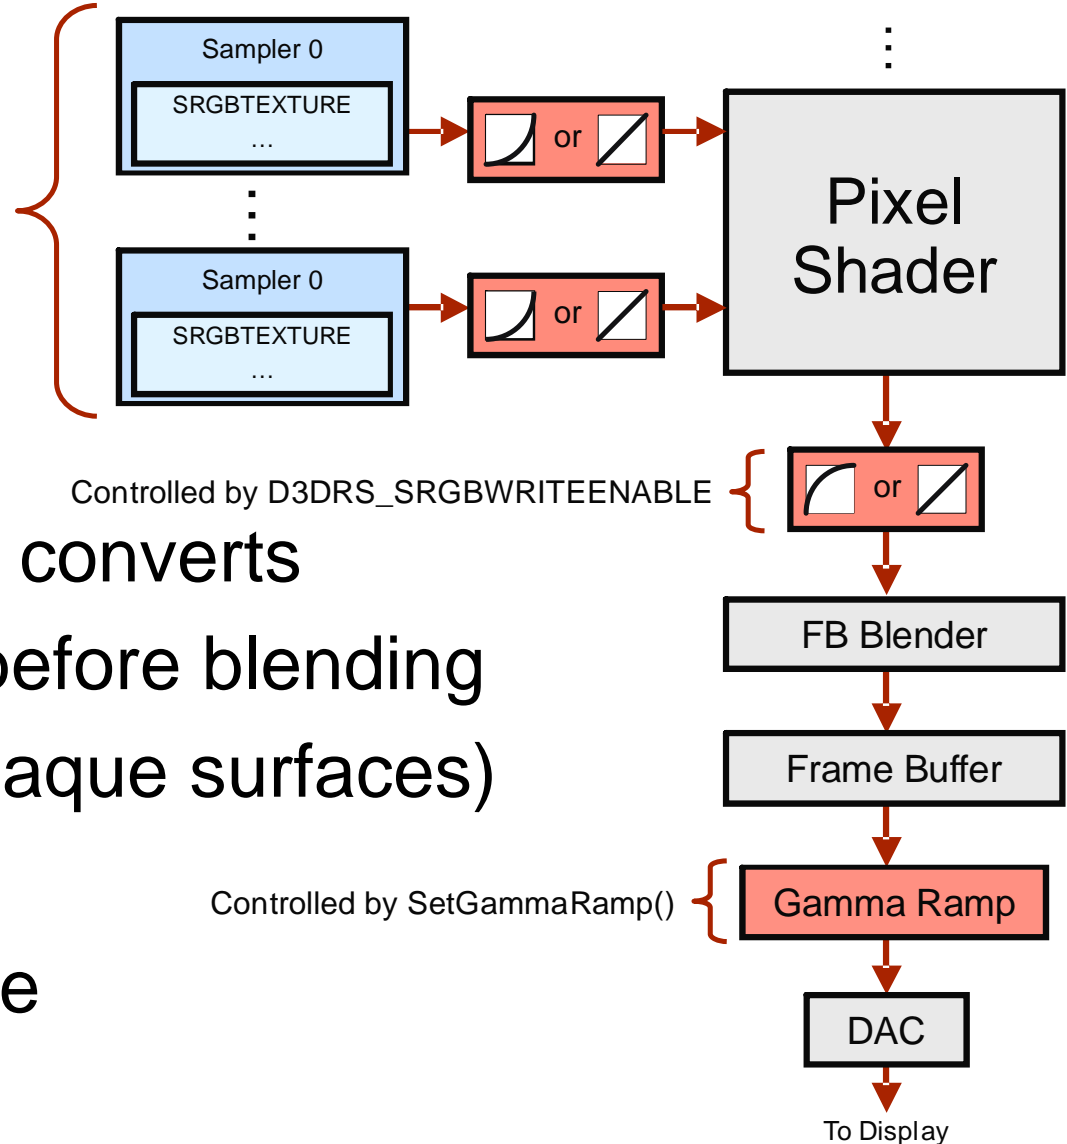 Sampler 0
SRGBTEXTURE
...
or
Sampler 0
SRGBTEXTURE
...
or
Pixel
Shader
Controlled by D3DRS_SRGBWRITEENABLE
or
converts
before blending
aque surfaces)
e
FB Blender
Frame Buffer
Controlled by SetGammaRamp()
Gamma Ramp
DAC
To Display